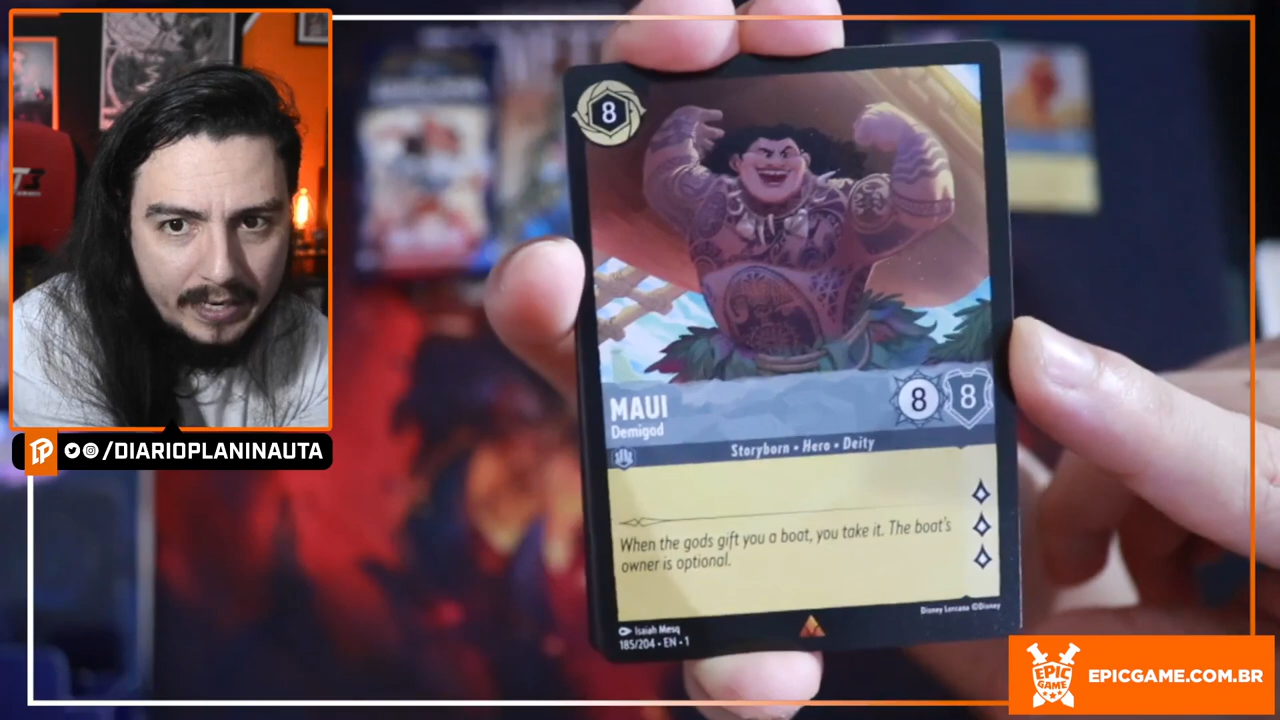 8
MAUI
Demigod
8 8
Storyborn • Hero • Deity
When the gods gift you a boat, you take it. The boat's
owner is optional.
Disney Lorcana ©Disney
Isaiah Mesq
185/204 • EN • 1
/DIARIOPLANINAUTA
EPIC
GAME
EPICGAME.COM.BR